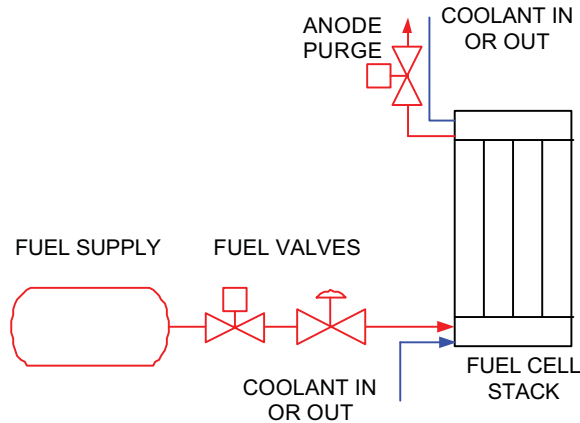 ANODE
PURGE
COOLANT IN
OR OUT
FUEL SUPPLY
FUEL VALVES
COOLANT IN
OR OUT
FUEL CELL
STACK